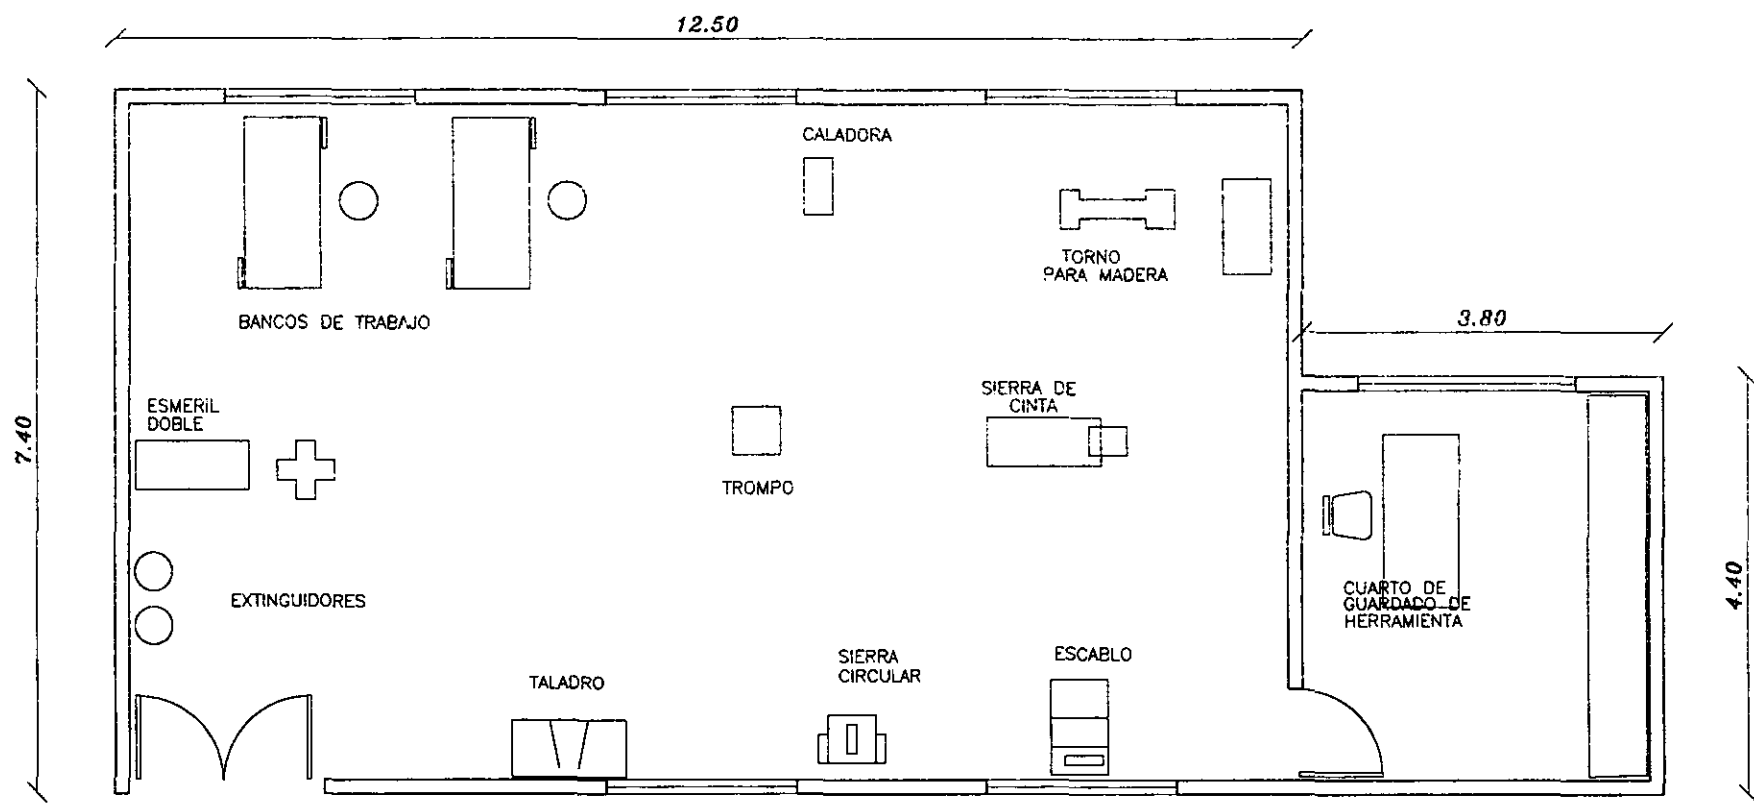 12.50
CALADORA
TORNO
PARA MADERA
BANCOS DE TRABAJO
3.80
7.40
ESMERIL
DOBLE
SIERRA DE
CINTA
TROMPO
EXTINGUIDORES
CUARTO DE
GUARDADO DE
HERRAMIENTA
4.40
TALADRO
SIERRA
CIRCULAR
ESCABLO